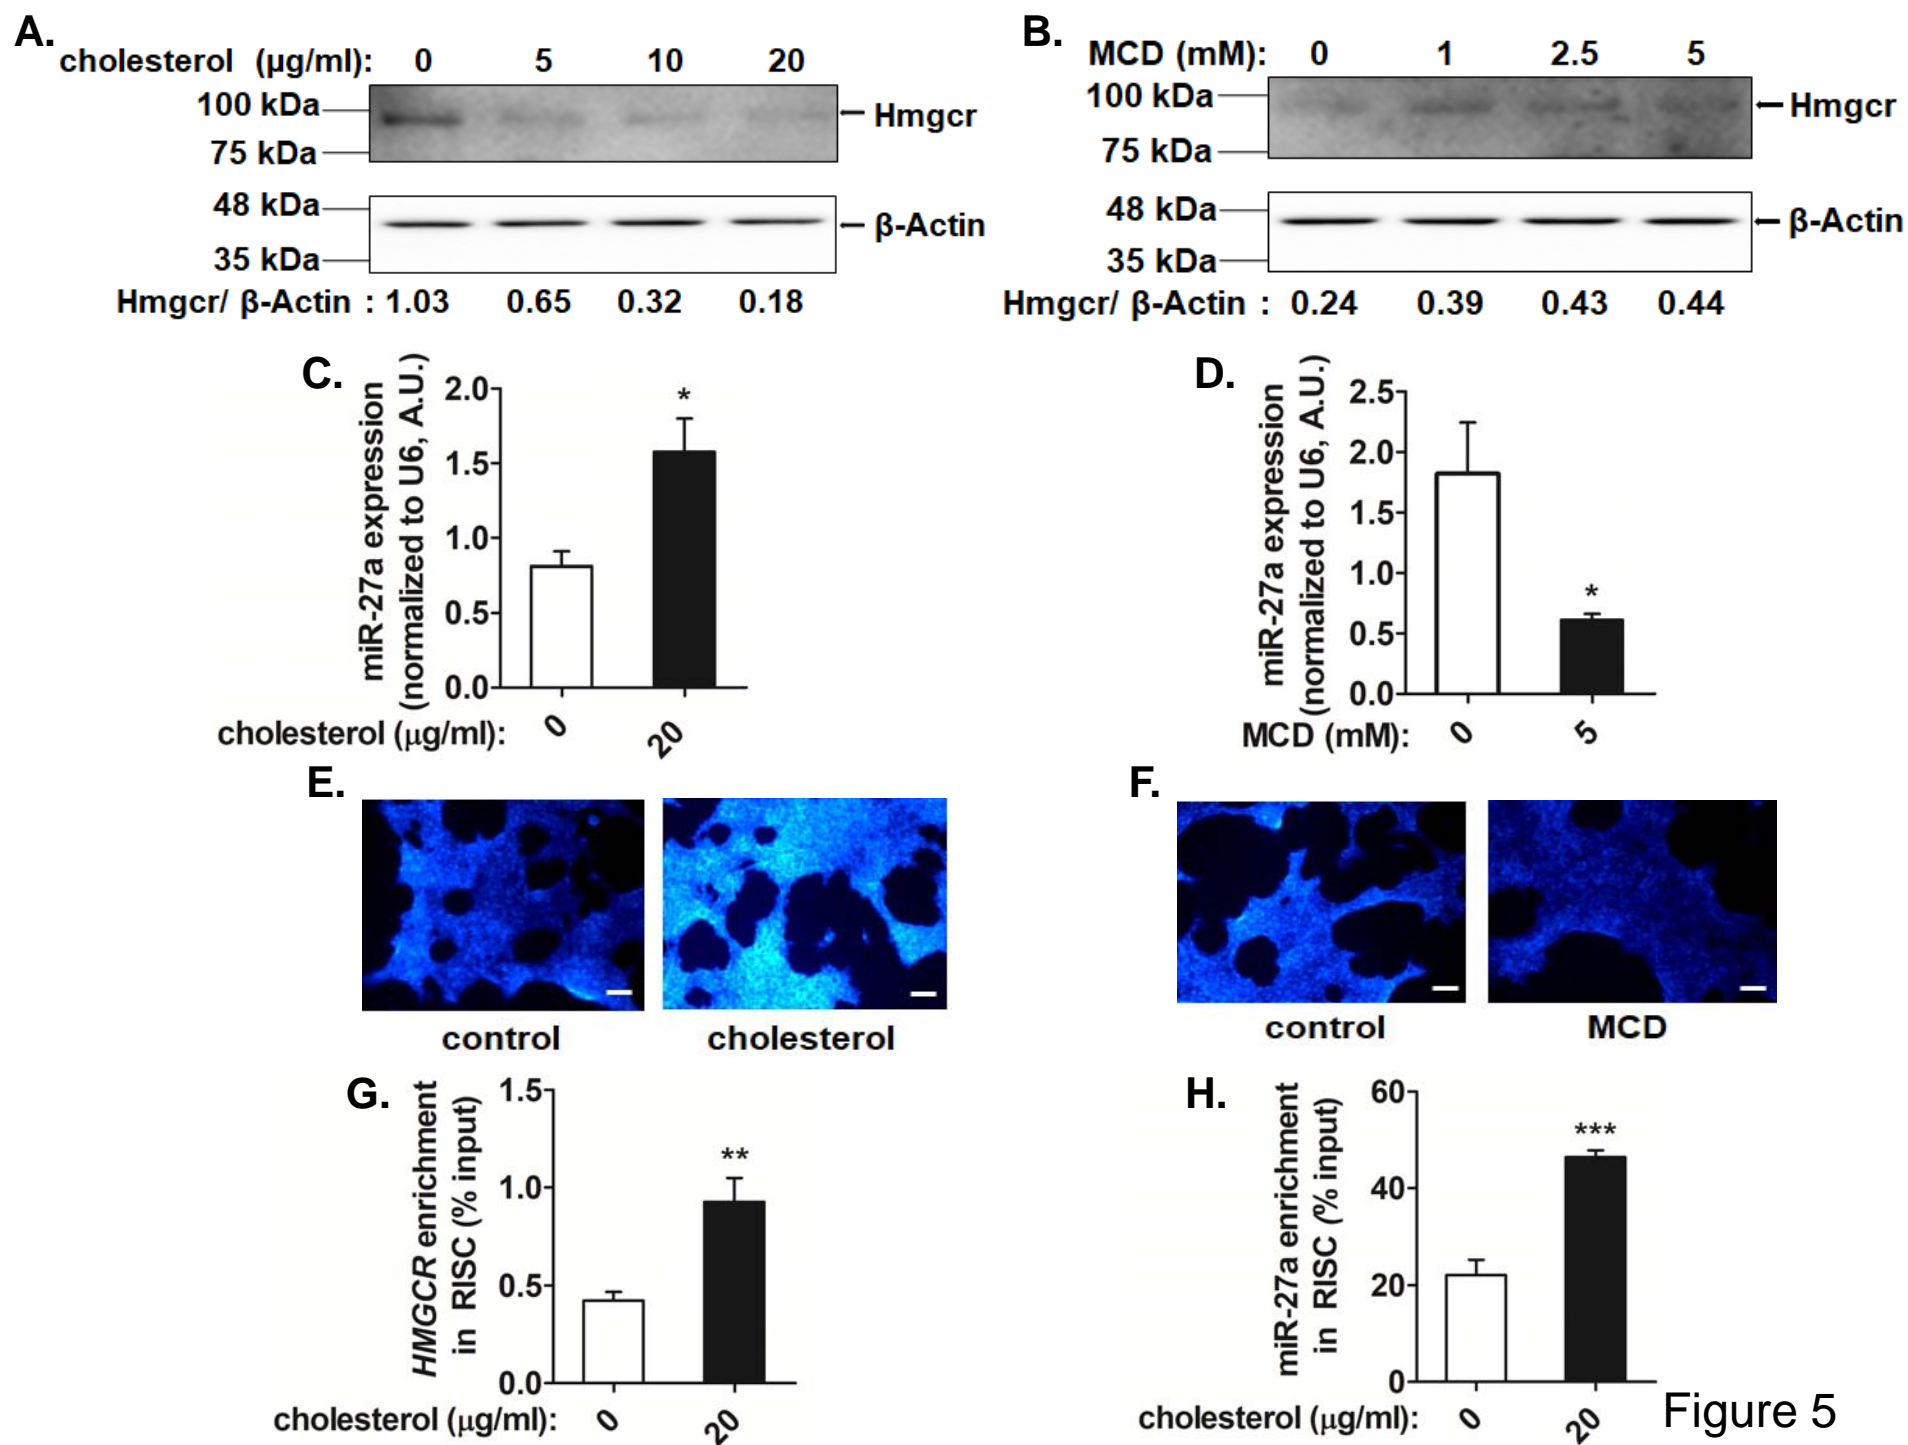 A.
cholesterol (μg/ml): 0 5 10 20
100 kDa
Hmgcr
75 kDa
48 kDa
β-Actin
35 kDa
Hmgcr/ β-Actin : 1.03 0.65 0.32 0.18
B.
MCD (mM): 0 1 2.5 5
100 kDa
Hmgcr
75 kDa
48 kDa
β-Actin
35 kDa
Hmgcr/ β-Actin : 0.24 0.39 0.43 0.44
C.
miR-27a expression
(normalized to U6, A.U.)
2.0
1.5
1.0
0.5
0.0
*
cholesterol (μg/ml): 0 20
D.
miR-27a expression
(normalized to U6, A.U.)
2.5
2.0
1.5
1.0
0.5
0.0
*
MCD (mM): 0 5
E.
control cholesterol
F.
control MCD
G.
HMGCR enrichment
in RISC (% input)
1.5
1.0
0.5
0.0
**
cholesterol (μg/ml): 0 20
H.
miR-27a enrichment
in RISC (% input)
60
40
20
0
***
cholesterol (μg/ml): 0 20
Figure 5